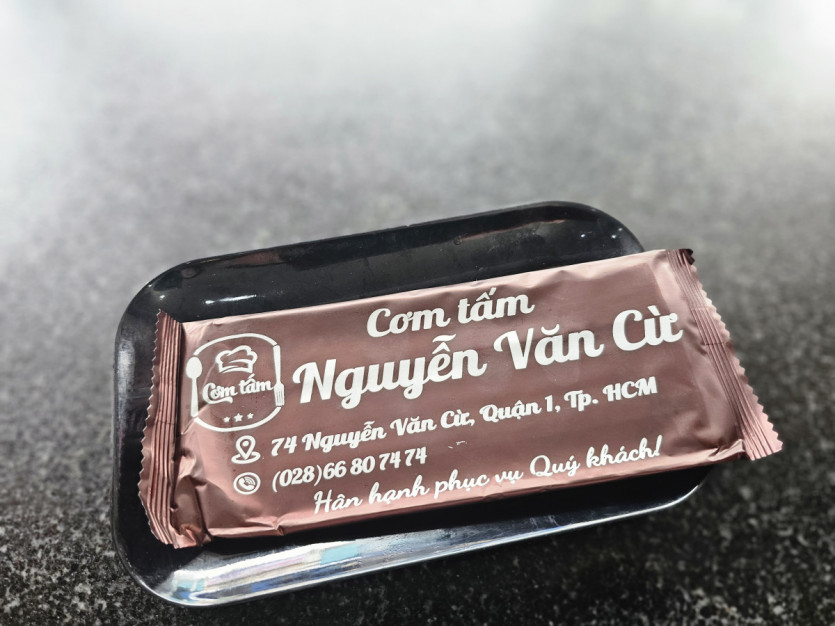 Cơm tấm
Nguyễn Văn Cừ
Cơm tấm
74 Nguyễn Văn Cừ, Quận 1, Tp. HCM
(028)66 80 74 74
Hân hạnh phục vụ Quý khách!